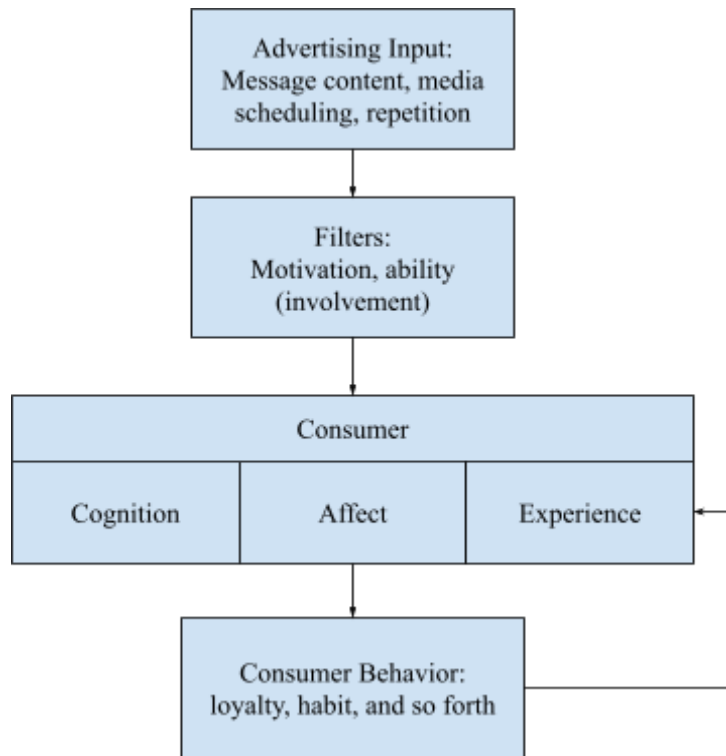 Advertising Input:
Message content, media
scheduling, repetition
Filters:
Motivation, ability
(involvement)
Consumer
Cognition
Affect
Experience
Consumer Behavior:
loyalty, habit, and so forth